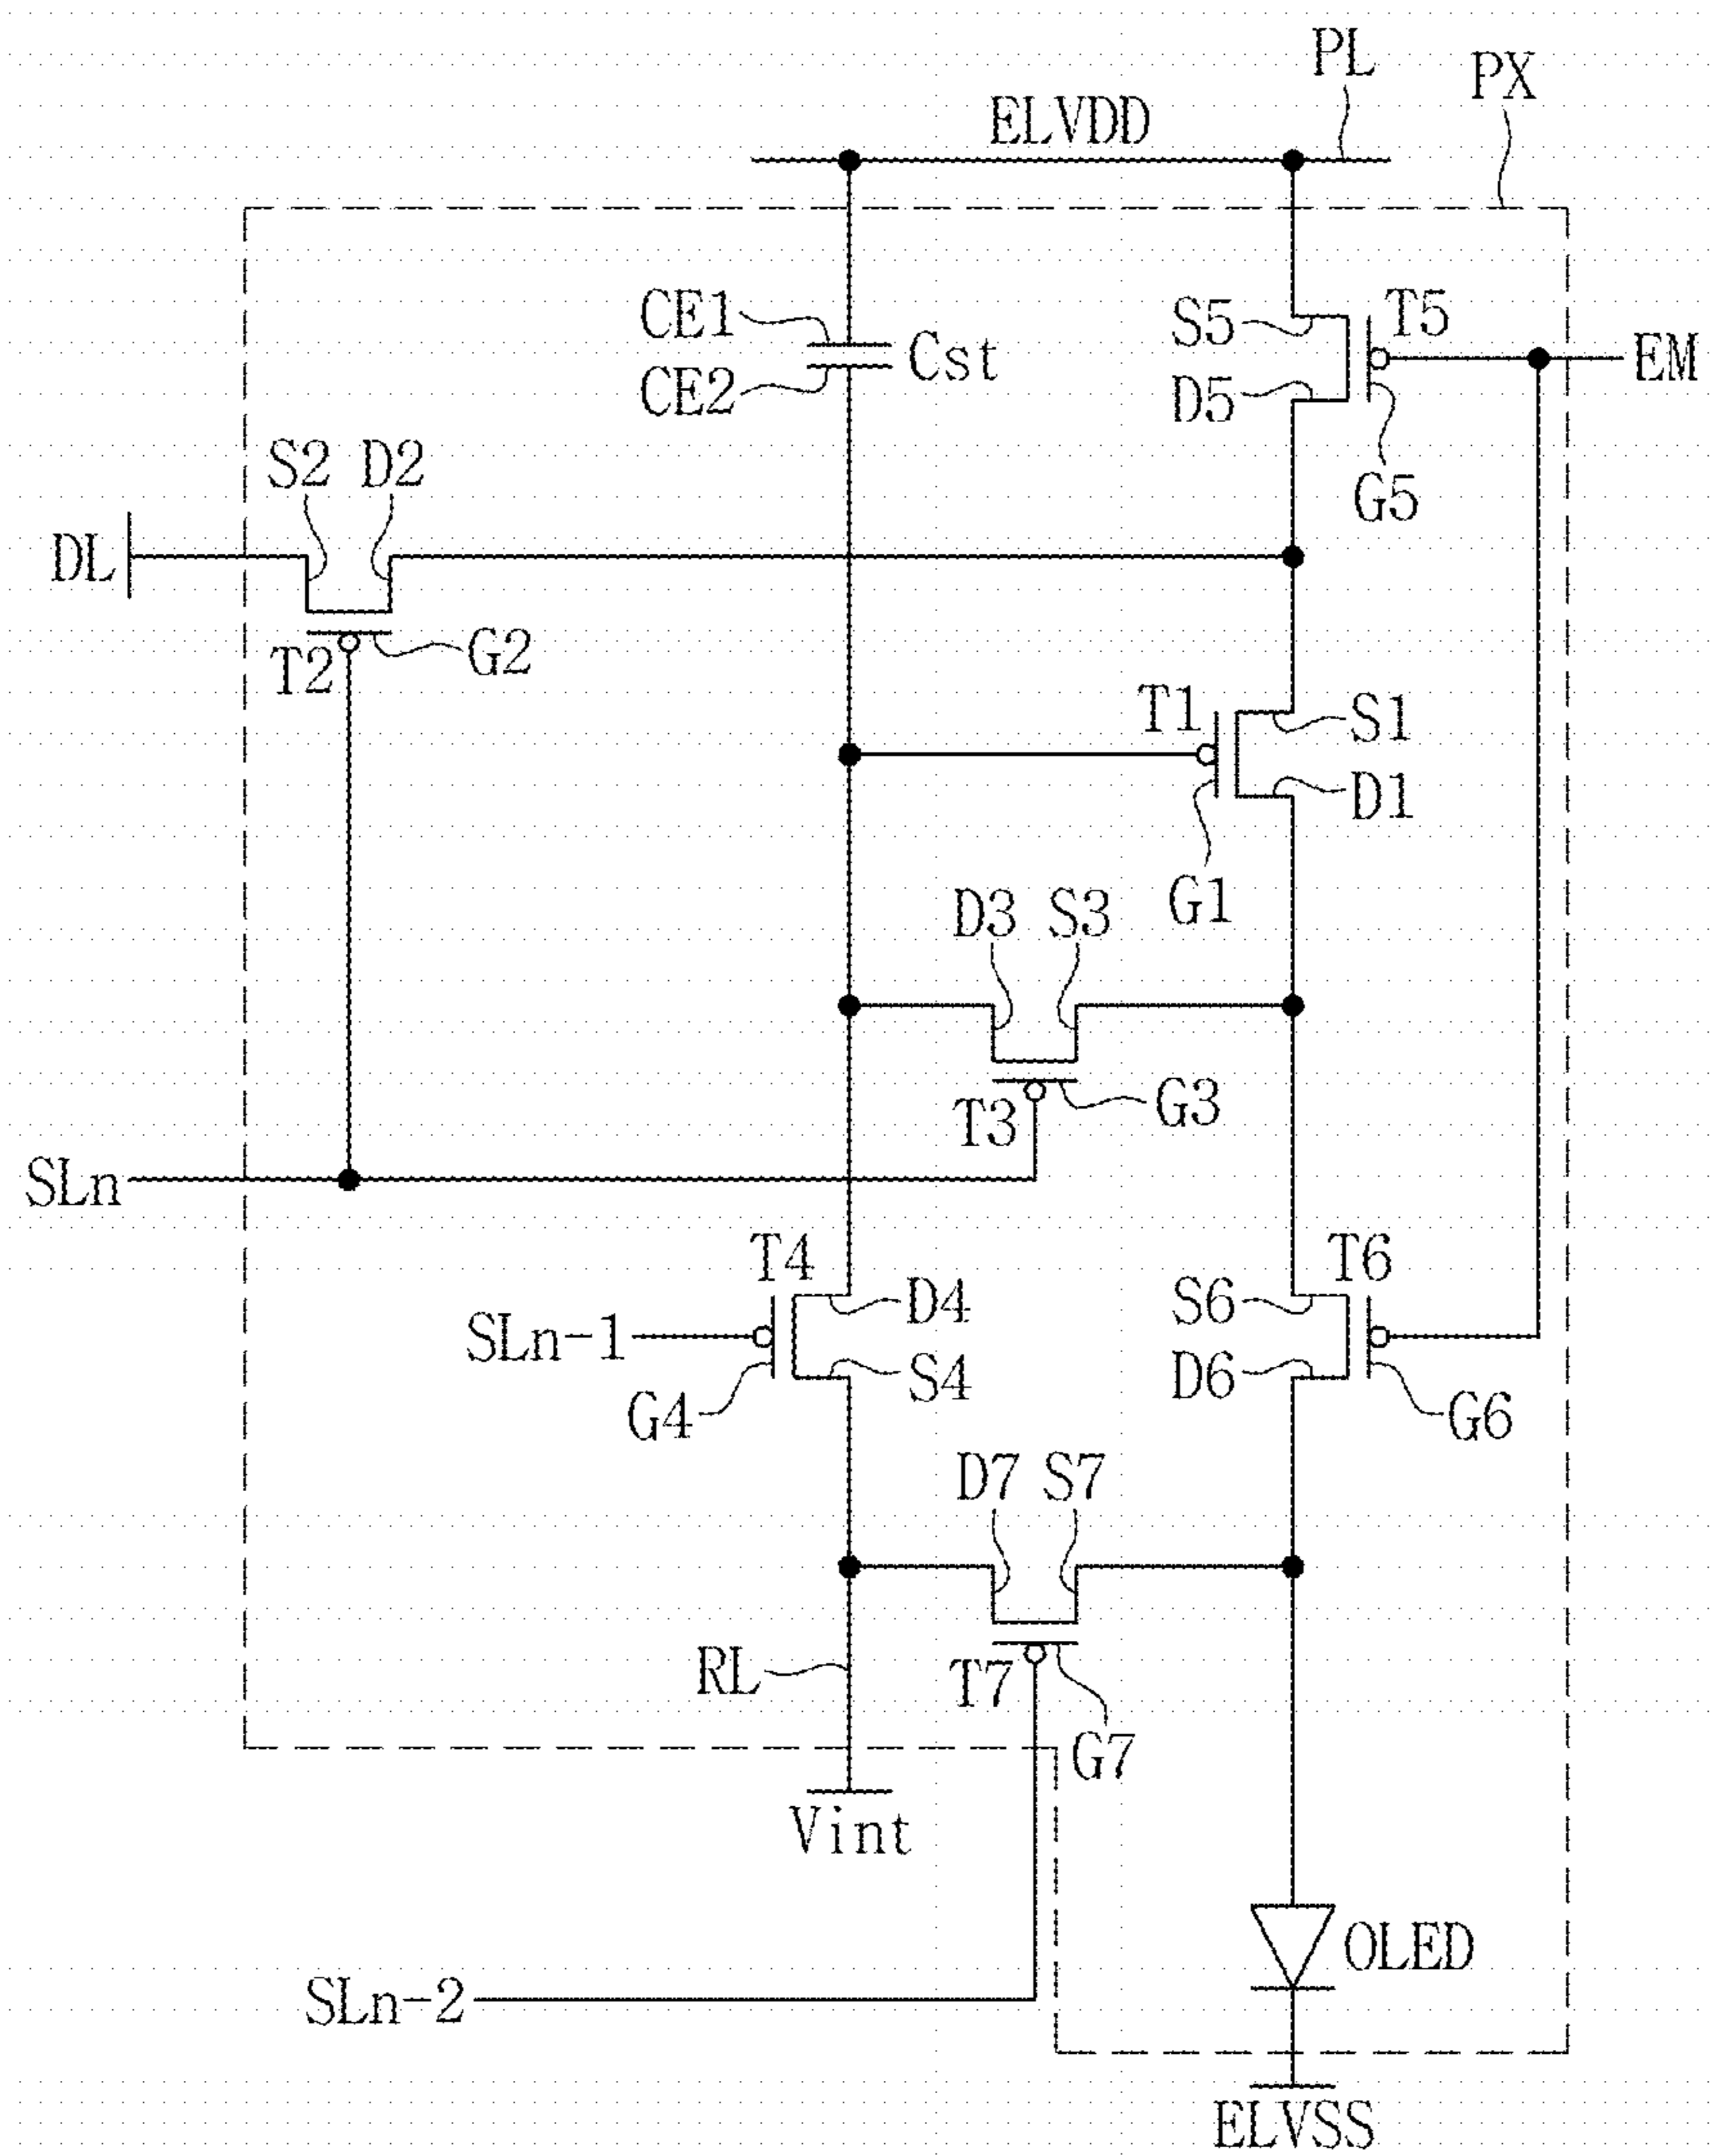 PL
PX
ELVDD
CE1
S5
T5
Cst
EM
CE2
D5
S2
D2
G5
DL
T2
G2
T1
S1
D1
G1
D3
S3
T3
G3
SLn
T4
T6
D4
S6
SLn-1
S4
D6
G4
G6
D7
S7
RL
T7
G7
Vint
OLED
SLn-2
ELVSS